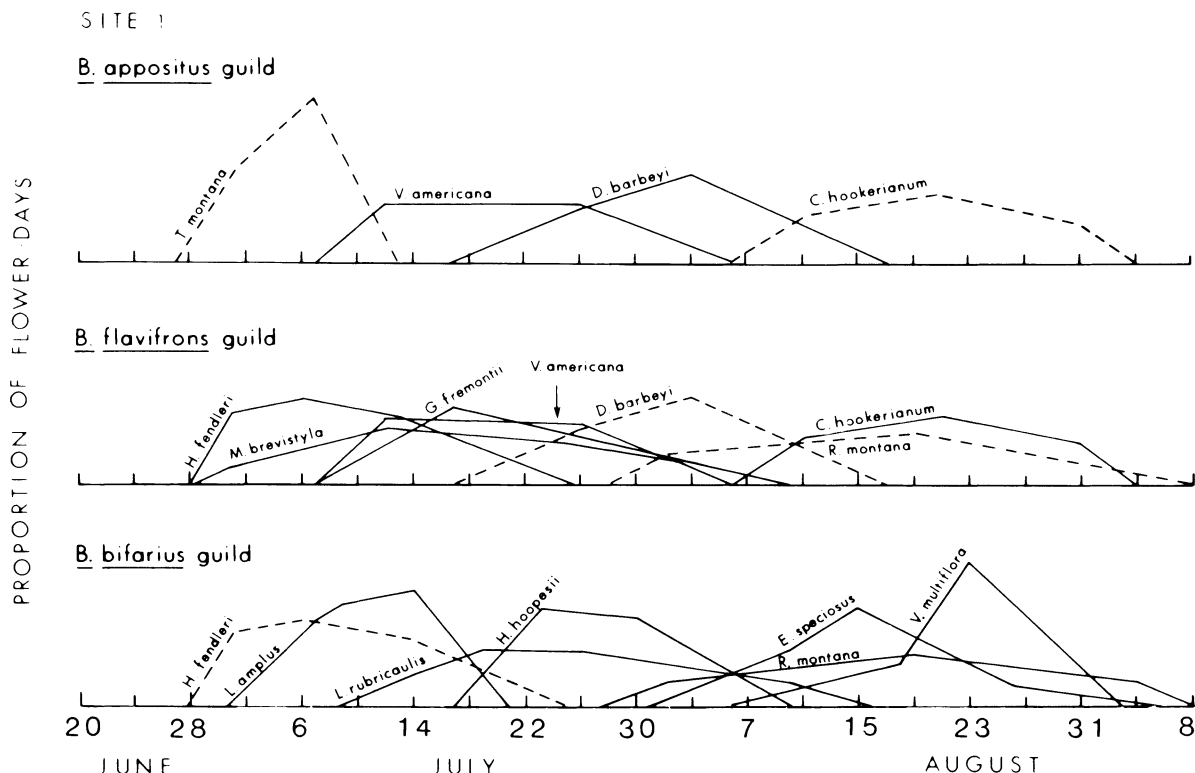 SITE 1
B. appositus guild
PROPORTION OF FLOWER-DAYS
T. montana
V. americana
D. barbeyi
C. hookerianum
B. flavifrons guild
H. fendleri
M. brevistyla
G. fremontii
V. americana
D. barbeyi
C. hookerianum
R. montana
B. bifarius guild
H. fendleri
L. amplus
L. rubricaulis
H. hoopesii
E. speciosus
R. montana
V. multiflora
20 28 6 14 22 30 7 15 23 31 8
JUNE JULY AUGUST